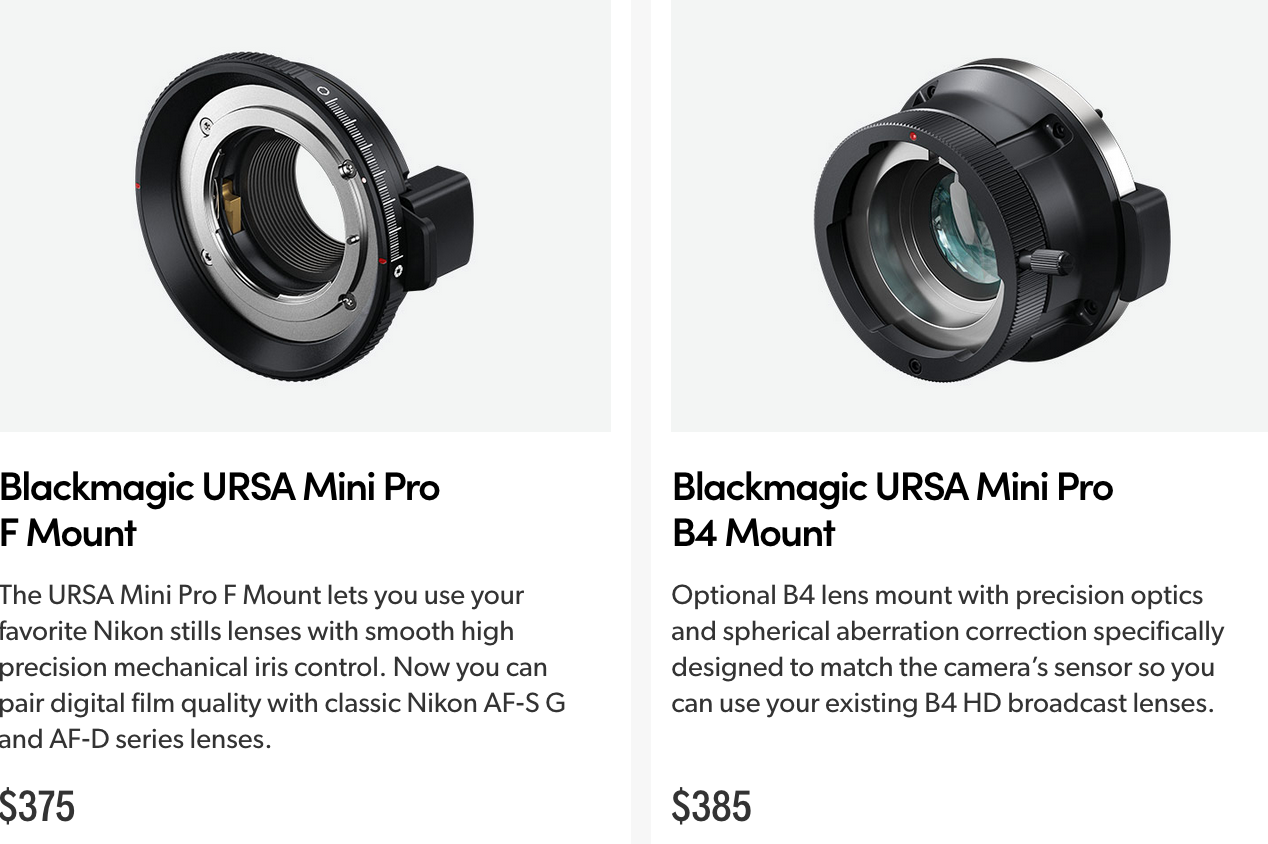 Blackmagic URSA Mini Pro
F Mount
The URSA Mini Pro F Mount lets you use your
favorite Nikon stills lenses with smooth high
precision mechanical iris control. Now you can
pair digital film quality with classic Nikon AF-S G
and AF-D series lenses.
$375
Blackmagic URSA Mini Pro
B4 Mount
Optional B4 lens mount with precision optics
and spherical aberration correction specifically
designed to match the camera’s sensor so you
can use your existing B4 HD broadcast lenses.
$385